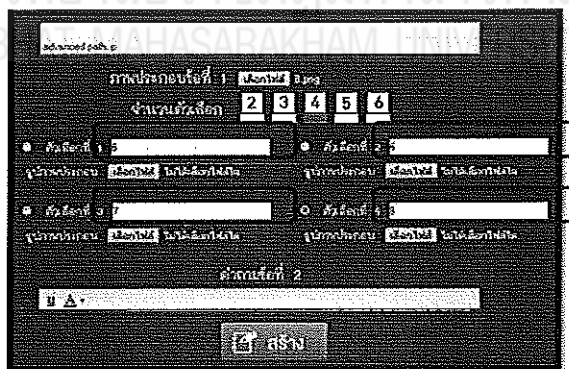 MAHASARAKHAM UNIV
advanced path. p
ภาพประกอบข้อที่ 1 เลือกไฟล์ 8.png
จำนวนตัวเลือก 2 3 4 5 6
ตัวเลือกที่ 1 5 ตัวเลือกที่ 2 6
รูปภาพประกอบ เลือกไฟล์ ไม่ได้เลือกไฟล์ใด รูปภาพประกอบ เลือกไฟล์ ไม่ได้เลือกไฟล์ใด
ตัวเลือกที่ 3 7 ตัวเลือกที่ 4 8
รูปภาพประกอบ เลือกไฟล์ ไม่ได้เลือกไฟล์ใด รูปภาพประกอบ เลือกไฟล์ ไม่ได้เลือกไฟล์ใด
คำถามข้อที่ 2
U A
สร้าง